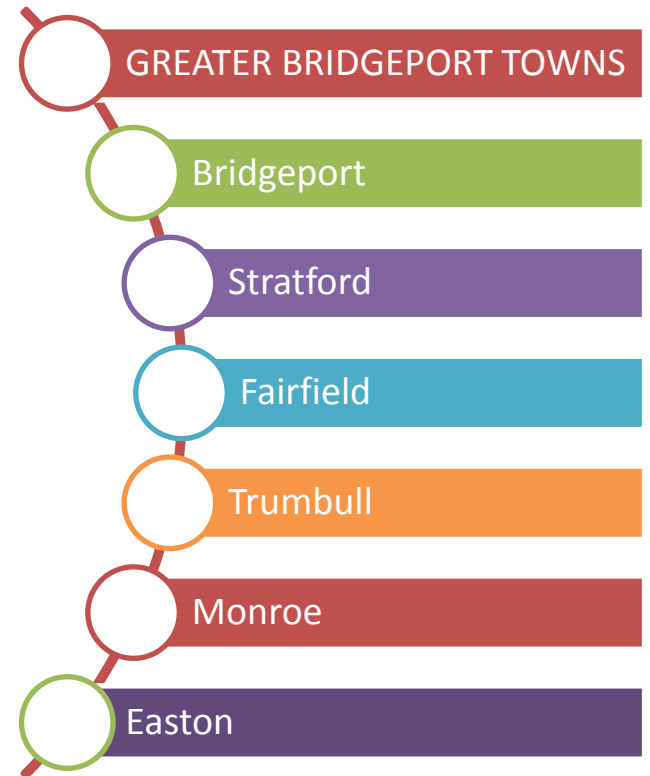 GREATER BRIDGEPORT TOWNS
Bridgeport
Stratford
Fairfield
Trumbull
Monroe
Easton